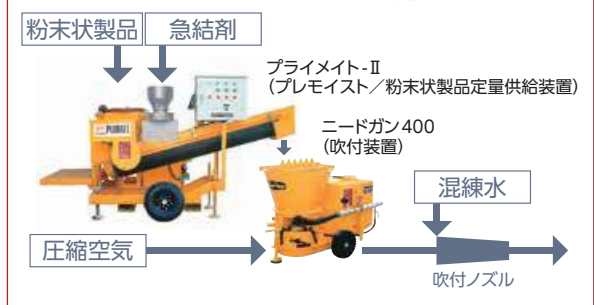 粉末状製品 急結剤
プライメイト-Ⅱ
（プレモイスト／粉末状製品定量供給装置）
ニードガン400
（吹付装置）
混練水
圧縮空気
吹付ノズル